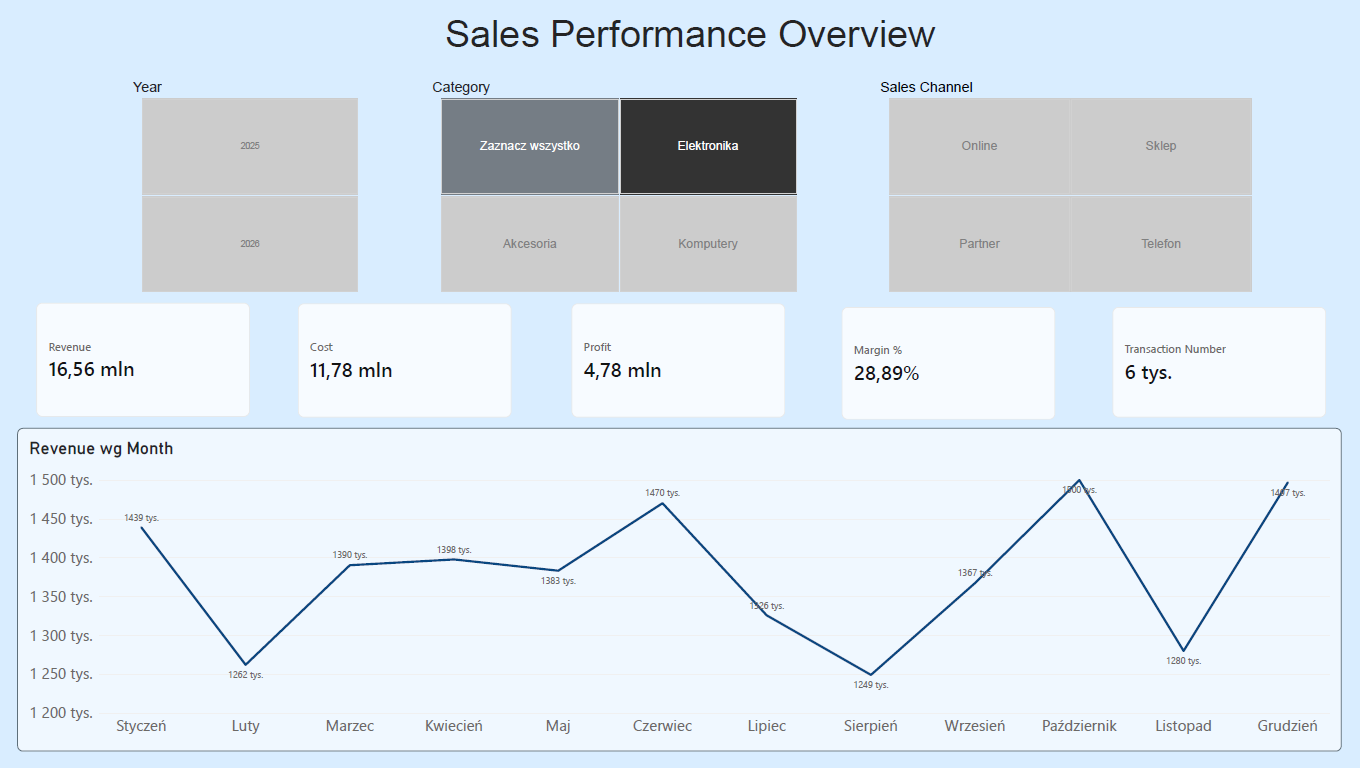 Sales Performance Overview
Year
Category
Sales Channel
2025
Zaznacz wszystko
Elektronika
Online
Sklep
2026
Akcesoria
Komputery
Partner
Telefon
Revenue
16,56 mln
Cost
11,78 mln
Profit
4,78 mln
Margin %
28,89%
Transaction Number
6 tys.
Revenue wg Month
1 500 tys.
1 450 tys.
1 400 tys.
1 350 tys.
1 300 tys.
1 250 tys.
1 200 tys.
1439 tys.
1262 tys.
1390 tys.
1398 tys.
1383 tys.
1470 tys.
1326 tys.
1249 tys.
1367 tys.
1500 tys.
1280 tys.
1497 tys.
Styczeń
Luty
Marzec
Kwiecień
Maj
Czerwiec
Lipiec
Sierpień
Wrzesień
Październik
Listopad
Grudzień